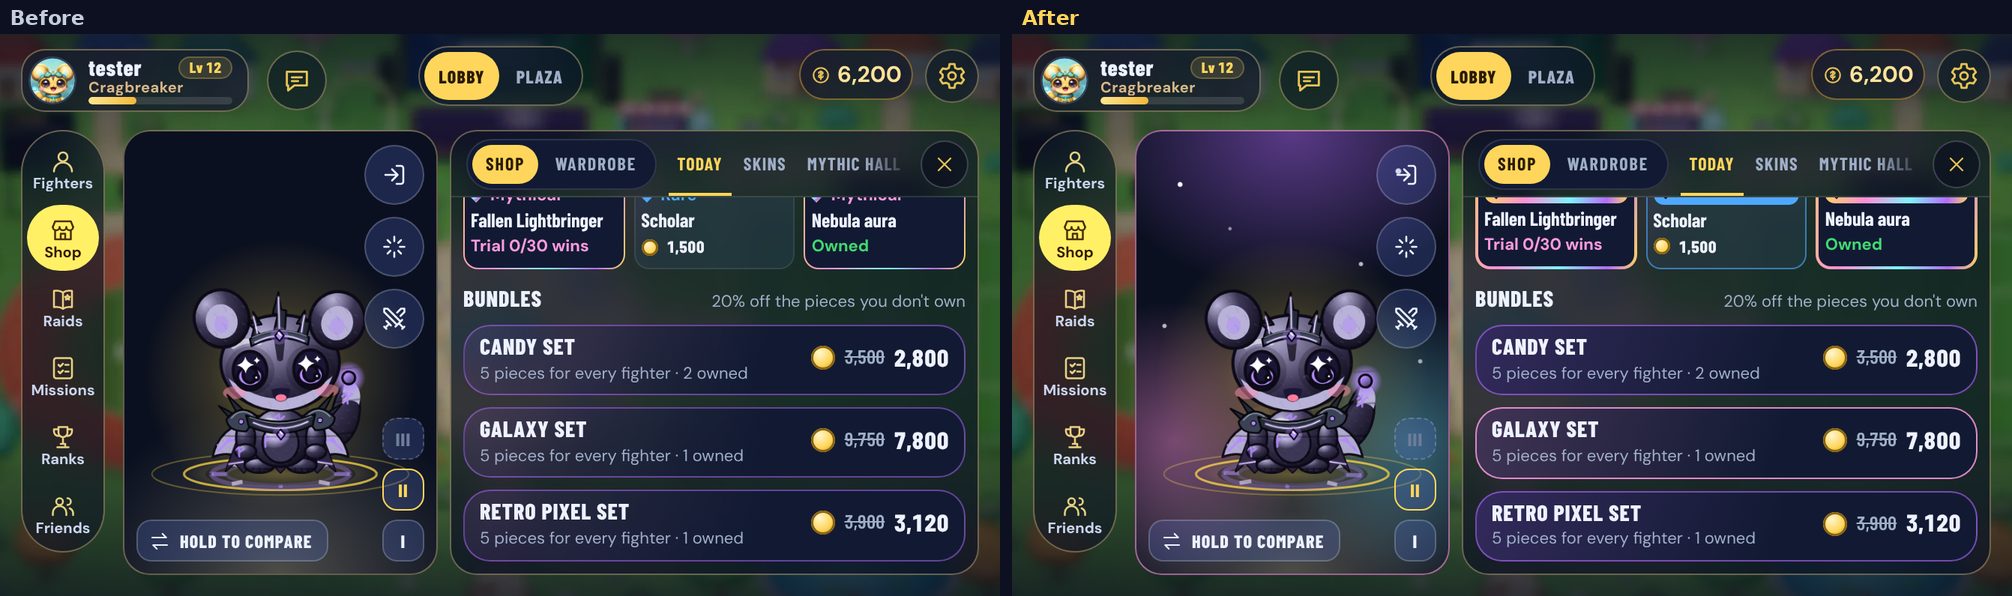 Before
tester
Lv 12
Cragbreaker
LOBBY
PLAZA
6,200
Fighters
Shop
Raids
Missions
Ranks
Friends
III
II
I
HOLD TO COMPARE
SHOP
WARDROBE
TODAY
SKINS
MYTHIC HALL
Mythical
Rare
Fallen Lightbringer
Scholar
Nebula aura
Mythical
Trial 0/30 wins
1,500
Owned
BUNDLES
20% off the pieces you don't own
CANDY SET
5 pieces for every fighter · 2 owned
3,500 2,800
GALAXY SET
5 pieces for every fighter · 1 owned
9,750 7,800
RETRO PIXEL SET
5 pieces for every fighter · 1 owned
3,900 3,120
After
tester
Lv 12
Cragbreaker
LOBBY
PLAZA
6,200
Fighters
Shop
Raids
Missions
Ranks
Friends
III
II
I
HOLD TO COMPARE
SHOP
WARDROBE
TODAY
SKINS
MYTHIC HALL
Fallen Lightbringer
Scholar
Nebula aura
Trial 0/30 wins
1,500
Owned
BUNDLES
20% off the pieces you don't own
CANDY SET
5 pieces for every fighter · 2 owned
3,500 2,800
GALAXY SET
5 pieces for every fighter · 1 owned
9,750 7,800
RETRO PIXEL SET
5 pieces for every fighter · 1 owned
3,900 3,120